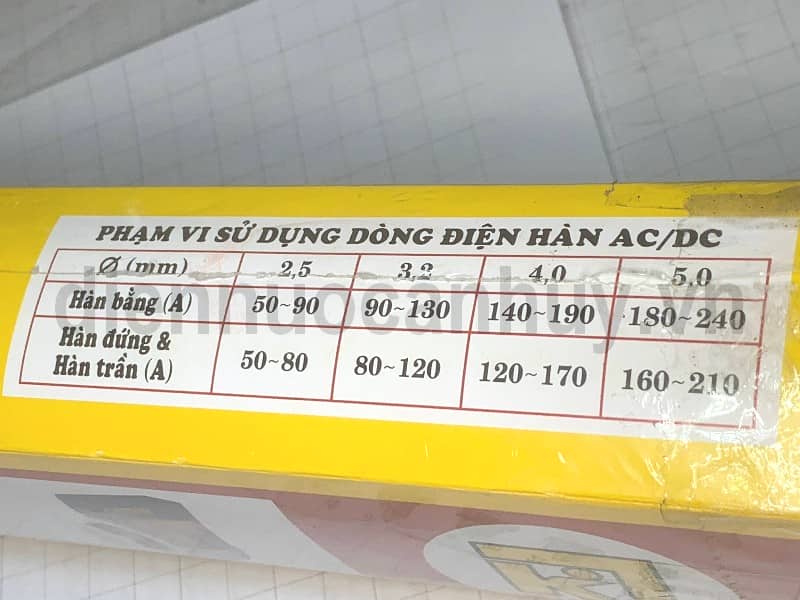 PHẠM VI SỬ DỤNG DÒNG ĐIỆN HÀN AC/DC
Ø (mm) 2,5 3,2 4,0 5,0
Hàn bằng (A) 50~90 90~130 140~190 180~240
Hàn đứng &
Hàn trần (A) 50~80 80~120 120~170 160~210
diennuocanhuy.vn